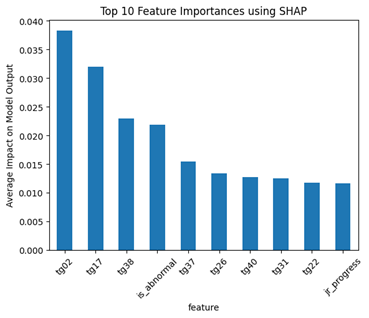 Top 10 Feature Importances using SHAP
Average Impact on Model Output
0.040
0.035
0.030
0.025
0.020
0.015
0.010
0.005
0.000
tg02
tg17
tg38
is_abnormal
tg37
tg26
tg40
tg31
tg22
jr_progress
feature